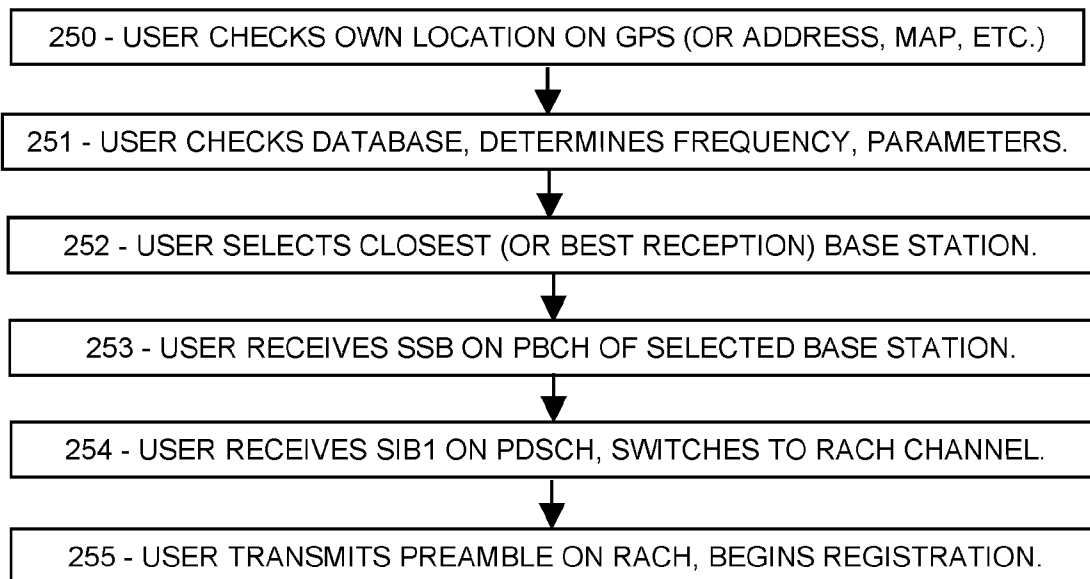 250 - USER CHECKS OWN LOCATION ON GPS (OR ADDRESS, MAP, ETC.)
251 - USER CHECKS DATABASE, DETERMINES FREQUENCY, PARAMETERS.
252 - USER SELECTS CLOSEST (OR BEST RECEPTION) BASE STATION.
253 - USER RECEIVES SSB ON PBCH OF SELECTED BASE STATION.
254 - USER RECEIVES SIB1 ON PDSCH, SWITCHES TO RACH CHANNEL.
255 - USER TRANSMITS PREAMBLE ON RACH, BEGINS REGISTRATION.